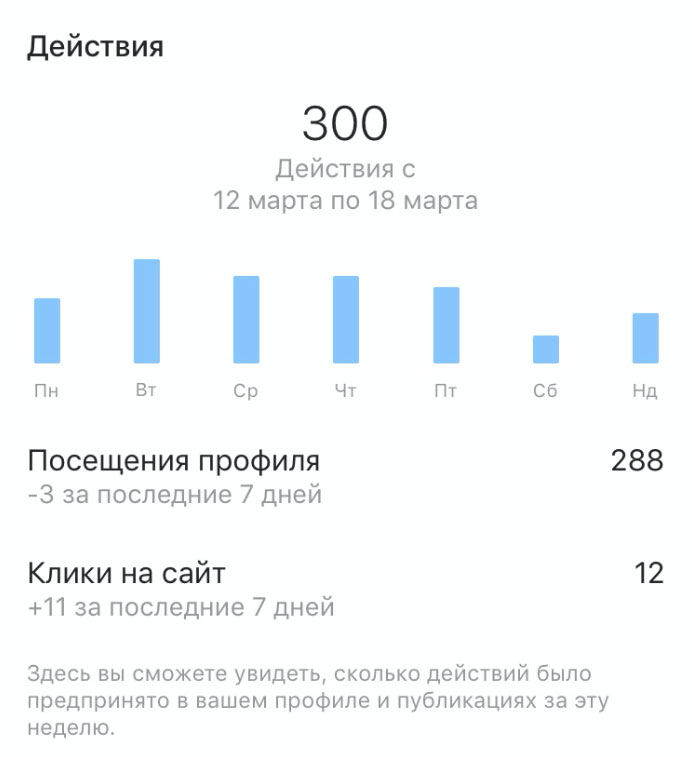 Действия
300
Действия с
12 марта по 18 марта
Пн Вт Ср Чт Пт Сб Нд
Посещения профиля 288
-3 за последние 7 дней
Клики на сайт 12
+11 за последние 7 дней
Здесь вы сможете увидеть, сколько действий было
предпринято в вашем профиле и публикациях за эту
неделю.